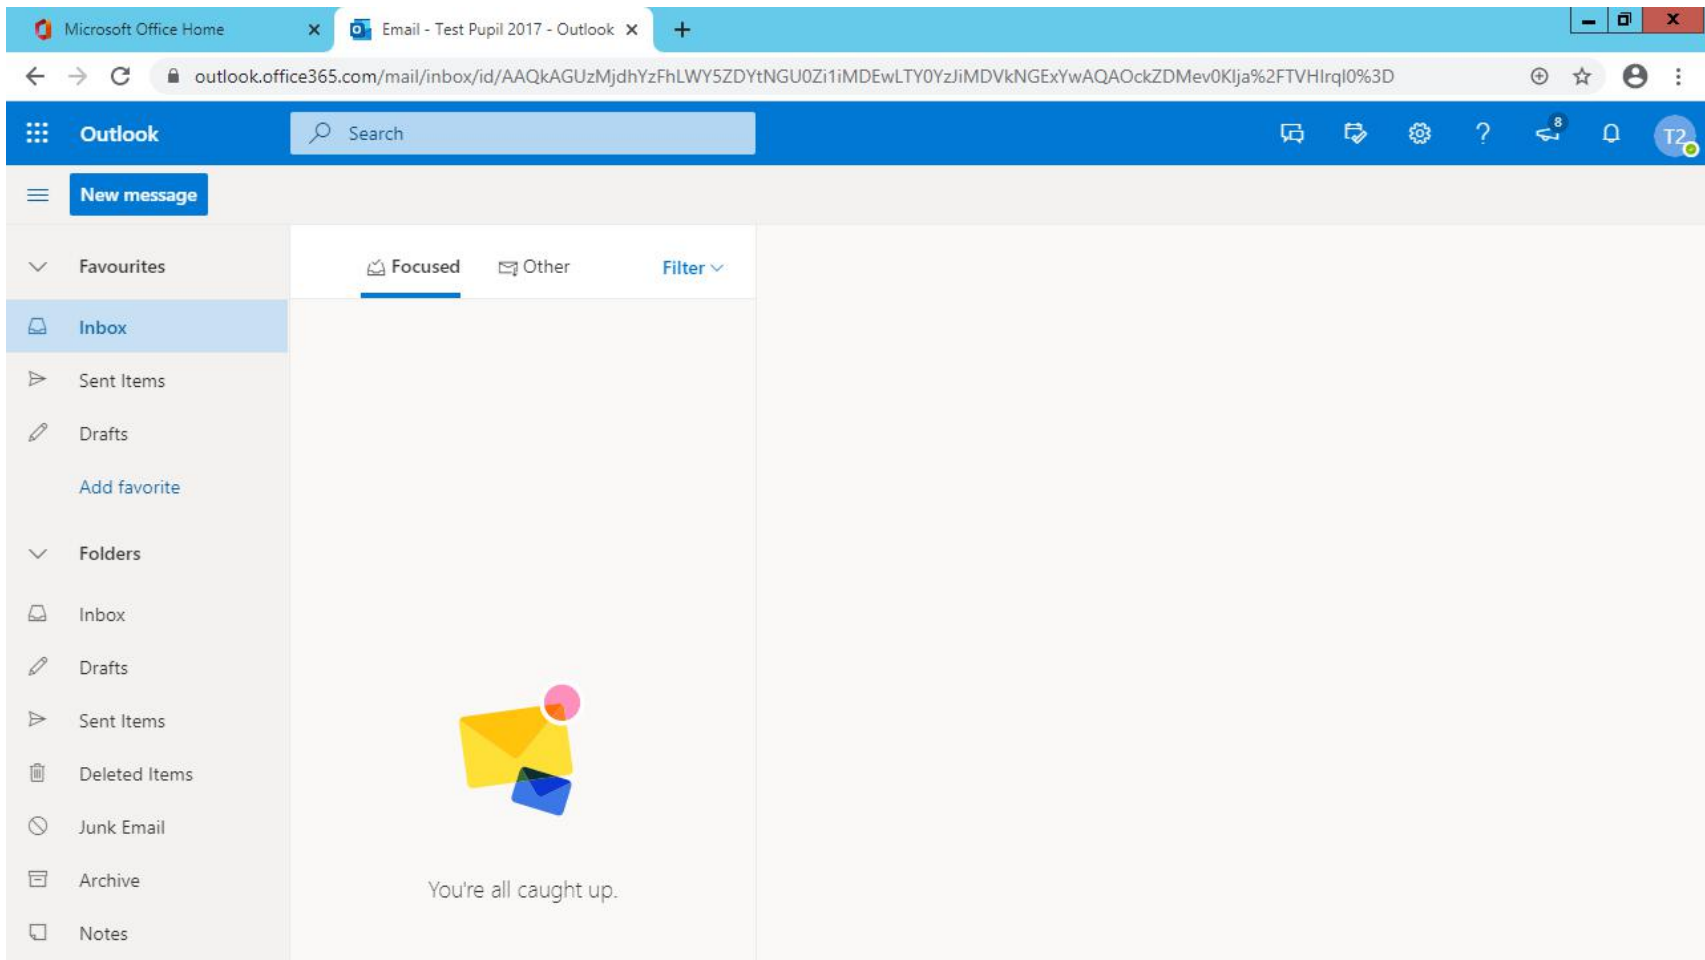 Microsoft Office Home
Email - Test Pupil 2017 - Outlook
outlook.office365.com/mail/inbox/id/AAQkAGUzMjdhYzFhLWY5ZDYtNGU0Zi1iMDEwLTY0YzJiMDVkNGExYwAQAOckZDMev0KIja%2FTVHIrqI0%3D
Outlook
Search
8
T2
New message
Favourites
Focused
Other
Filter
Inbox
Sent Items
Drafts
Add favorite
Folders
Inbox
Drafts
Sent Items
Deleted Items
Junk Email
Archive
Notes
You're all caught up.